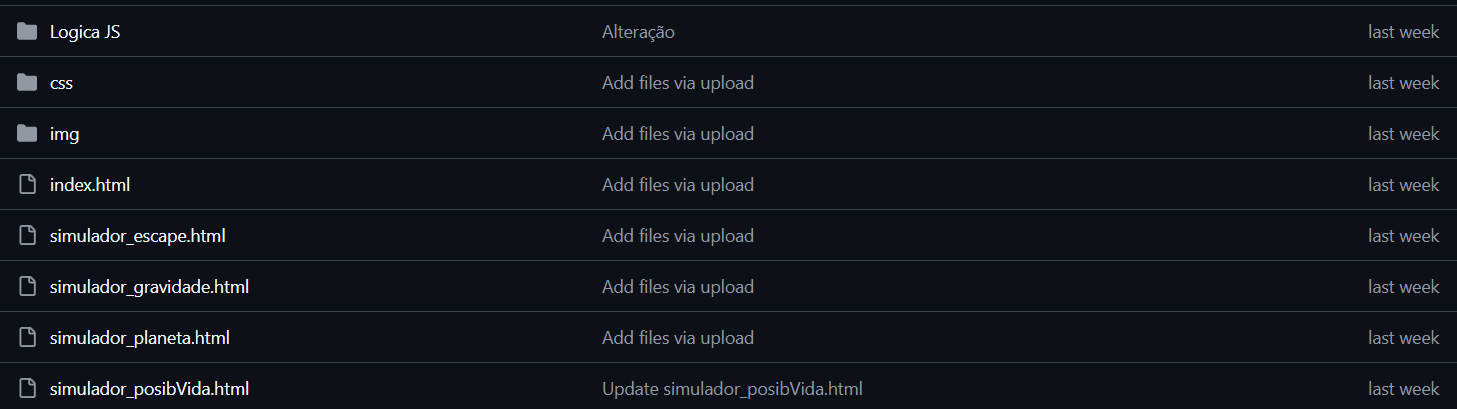 Logica JS Alteração last week
css Add files via upload last week
img Add files via upload last week
index.html Add files via upload last week
simulador_escape.html Add files via upload last week
simulador_gravidade.html Add files via upload last week
simulador_planeta.html Add files via upload last week
simulador_posibVida.html Update simulador_posibVida.html last week